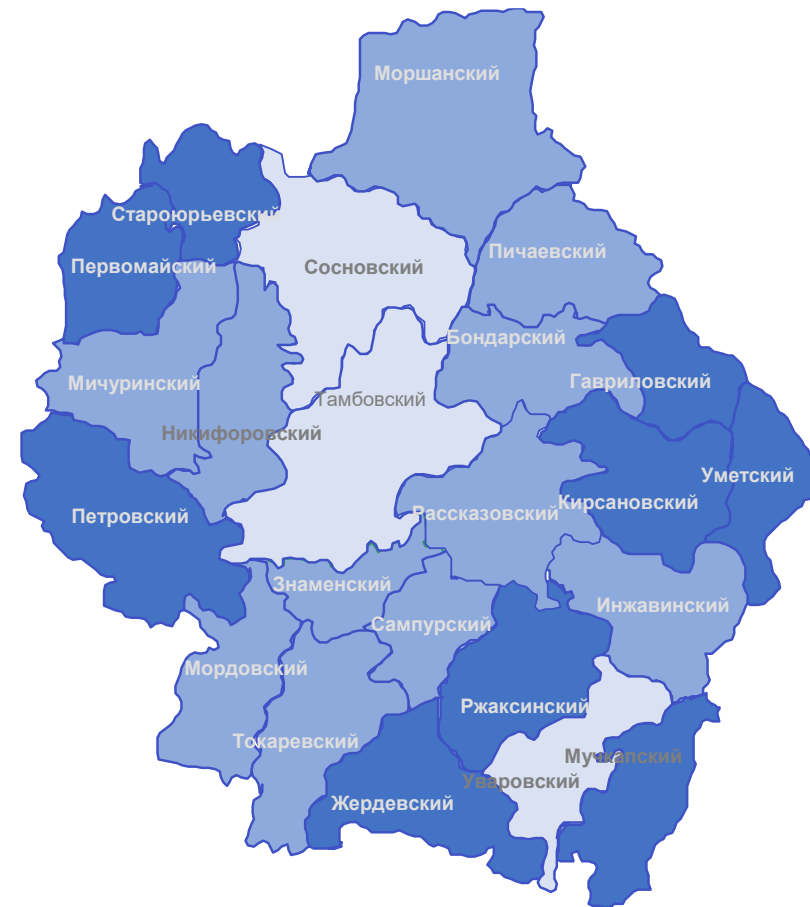 Моршанский
Староюрьевский
Пичаевский
Первомайский
Сосновский
Бондарский
Гавриловский
Мичуринский
Тамбовский
Никифоровский
Уметский
Кирсановский
Рассказовский
Петровский
Знаменский
Инжавинский
Сампурский
Мордовский
Ржаксинский
Токаревский
Мучкапский
Уваровский
Жердевский